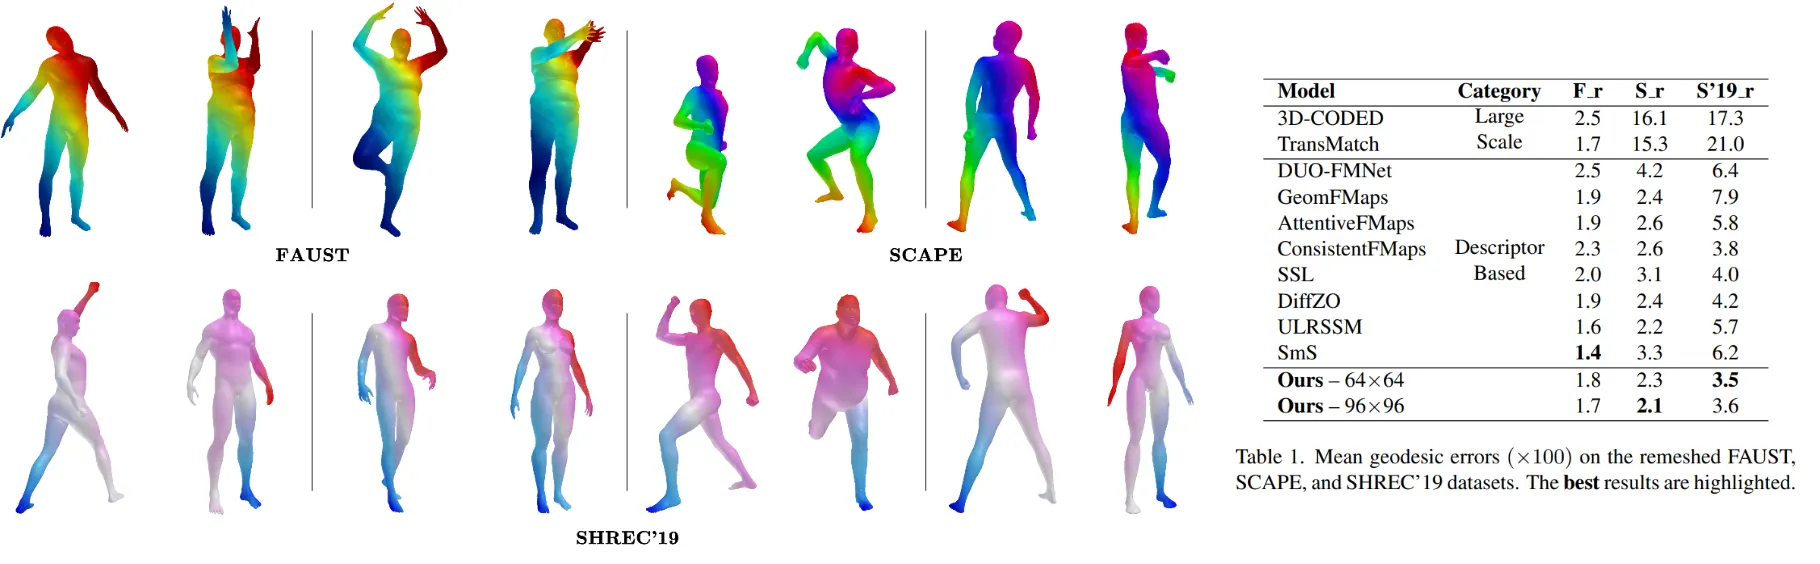 FAUST
SCAPE
SHREC'19
Model Category F_r S_r S'19_r
3D-CODED Large 2.5 16.1 17.3
TransMatch Scale 1.7 15.3 21.0
DUO-FMNet 2.5 4.2 6.4
GeomFMaps 1.9 2.4 7.9
AttentiveFMaps 1.9 2.6 5.8
ConsistentFMaps Descriptor 2.3 2.6 3.8
SSL Based 2.0 3.1 4.0
DiffZO 1.9 2.4 4.2
ULRSSM 1.6 2.2 5.7
SmS 1.4 3.3 6.2
Ours – 64×64 1.8 2.3 3.5
Ours – 96×96 1.7 2.1 3.6
Table 1. Mean geodesic errors (×100) on the remeshed FAUST,
SCAPE, and SHREC'19 datasets. The best results are highlighted.